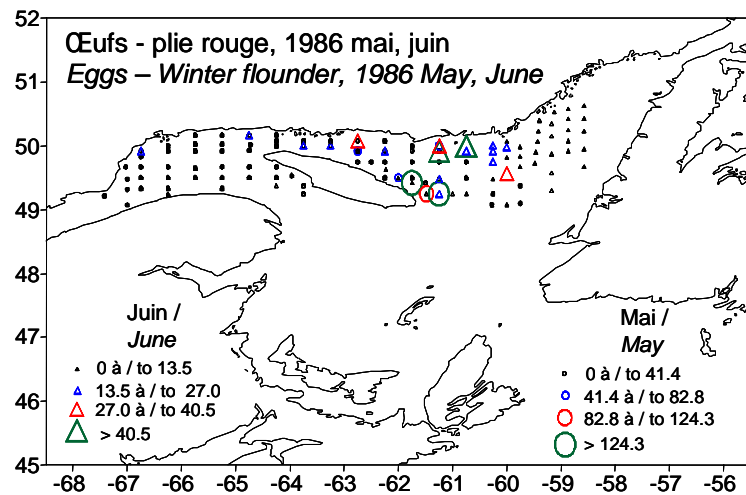 Œufs - plie rouge, 1986 mai, juin
Eggs – Winter flounder, 1986 May, June
52
51
50
49
48
47
46
45
Juin /
June
0 à / to 13.5
13.5 à / to 27.0
27.0 à / to 40.5
> 40.5
Mai /
May
0 à / to 41.4
41.4 à / to 82.8
82.8 à / to 124.3
> 124.3
-68 -67 -66 -65 -64 -63 -62 -61 -60 -59 -58 -57 -56